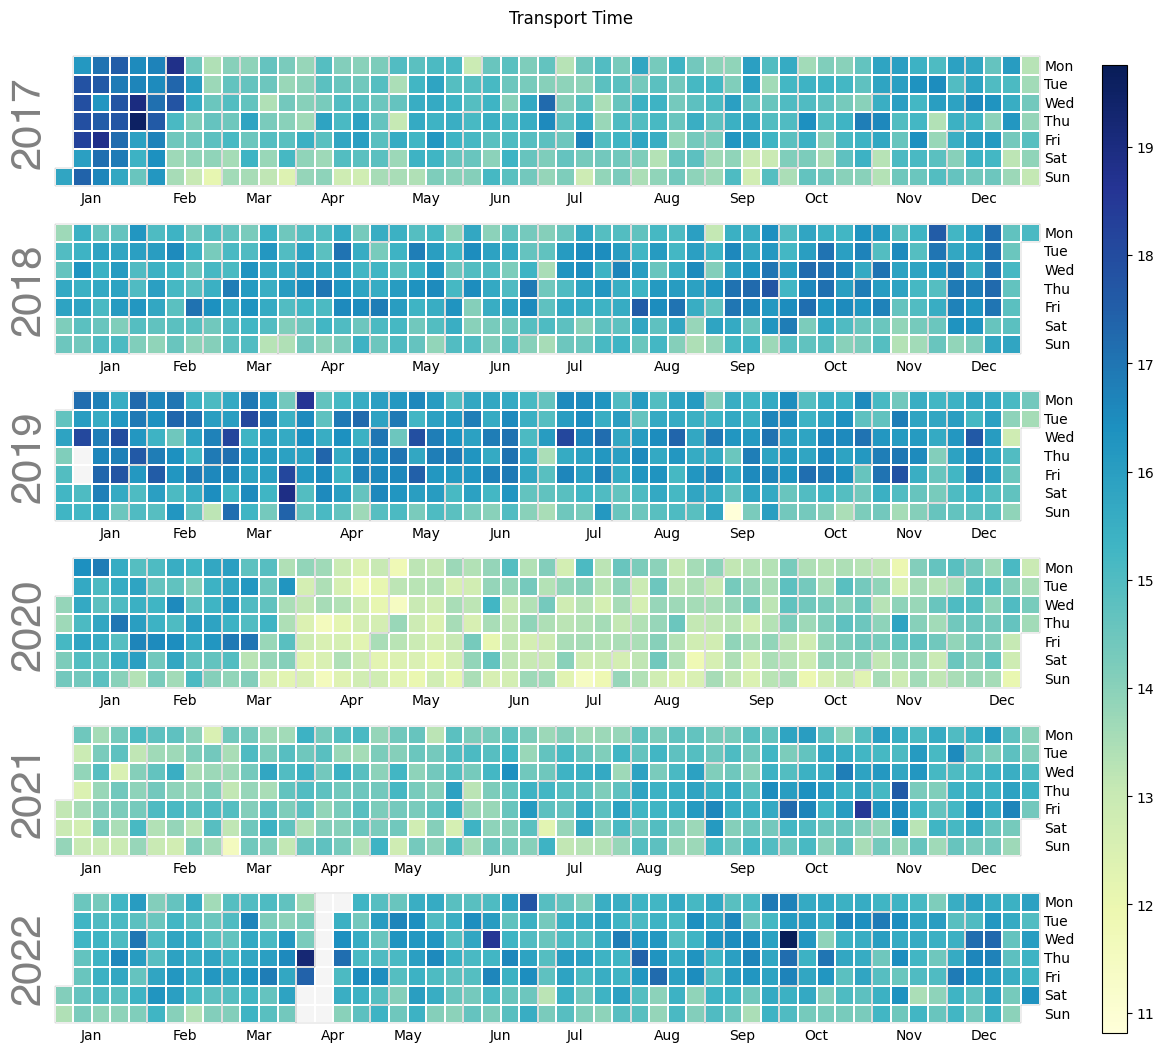 Transport Time
2017
Mon
Tue
Wed
Thu
Fri
Sat
Sun
Jan Feb Mar Apr May Jun Jul Aug Sep Oct Nov Dec
2018
Mon
Tue
Wed
Thu
Fri
Sat
Sun
Jan Feb Mar Apr May Jun Jul Aug Sep Oct Nov Dec
2019
Mon
Tue
Wed
Thu
Fri
Sat
Sun
Jan Feb Mar Apr May Jun Jul Aug Sep Oct Nov Dec
2020
Mon
Tue
Wed
Thu
Fri
Sat
Sun
Jan Feb Mar Apr May Jun Jul Aug Sep Oct Nov Dec
2021
Mon
Tue
Wed
Thu
Fri
Sat
Sun
Jan Feb Mar Apr May Jun Jul Aug Sep Oct Nov Dec
2022
Mon
Tue
Wed
Thu
Fri
Sat
Sun
Jan Feb Mar Apr May Jun Jul Aug Sep Oct Nov Dec
19
18
17
16
15
14
13
12
11